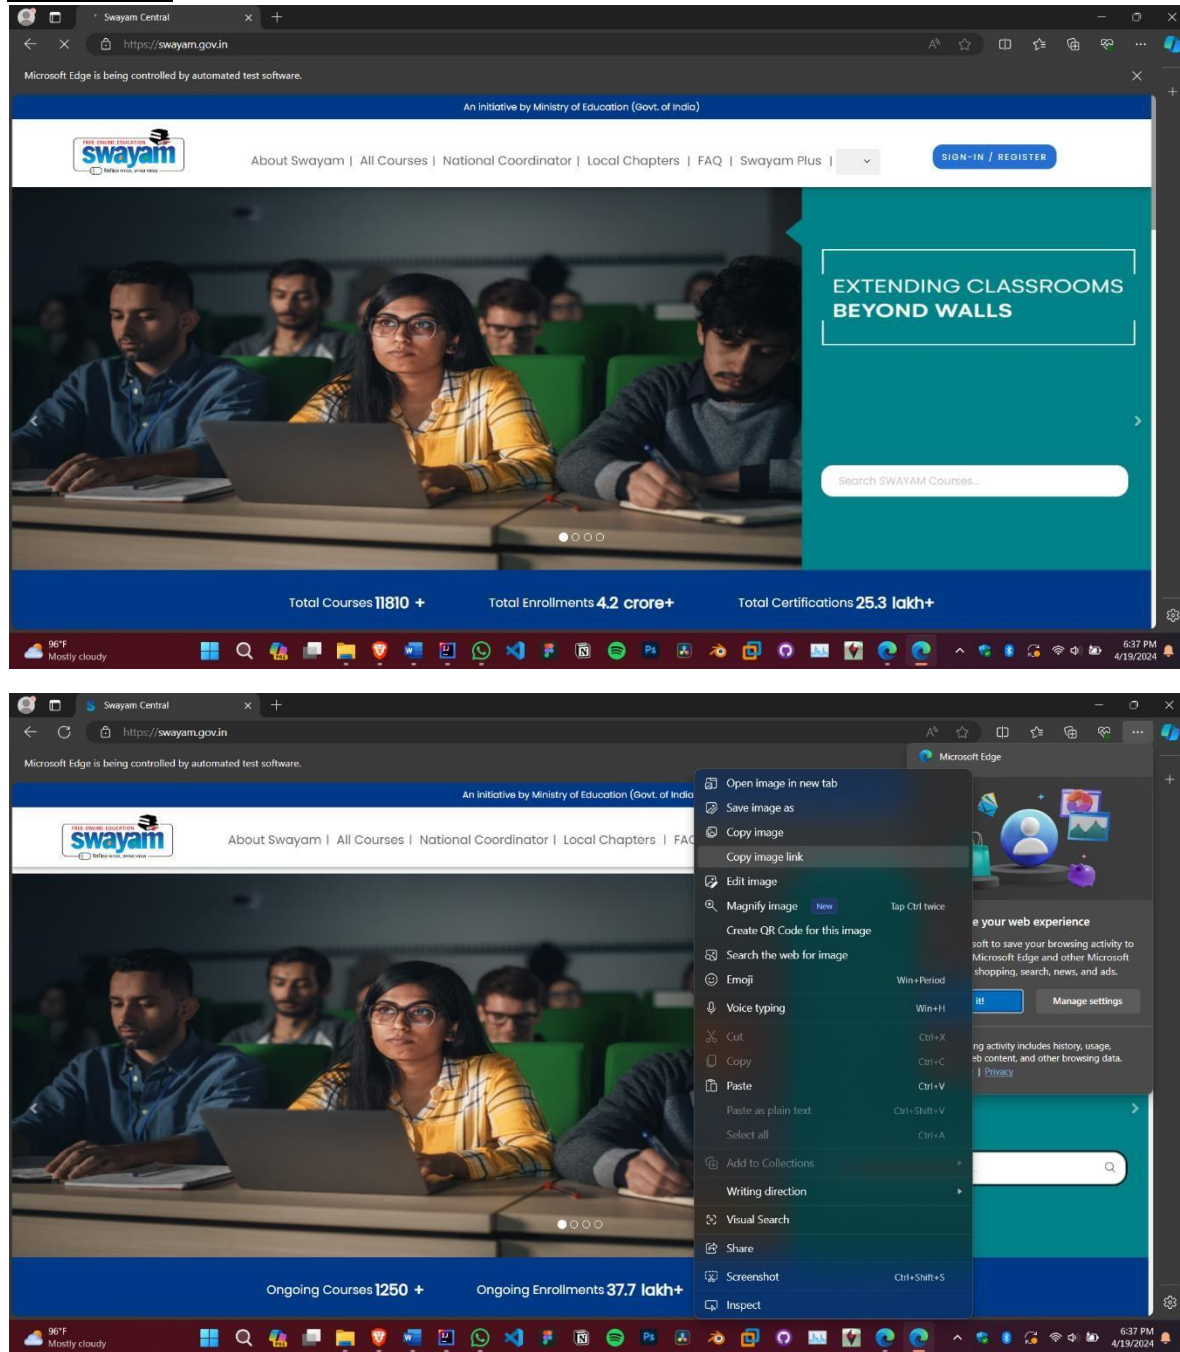 Swayam Central
https://swayam.gov.in
Microsoft Edge is being controlled by automated test software.
An initiative by Ministry of Education (Govt. of India)
FREE ONLINE EDUCATION
swayam
About Swayam | All Courses | National Coordinator | Local Chapters | FAQ | Swayam Plus |
SIGN-IN / REGISTER
EXTENDING CLASSROOMS
BEYOND WALLS
Search SWAYAM Courses...
Total Courses 11810 + Total Enrollments 4.2 crore+ Total Certifications 25.3 lakh+
96°F
Mostly cloudy
6:37 PM
4/19/2024
Swayam Central
https://swayam.gov.in
Microsoft Edge
Microsoft Edge is being controlled by automated test software.
An initiative by Ministry of Education (Govt. of India
FREE ONLINE EDUCATION
swayam
About Swayam | All Courses | National Coordinator | Local Chapters | FAQ
Open image in new tab
Save image as
Copy image
Copy image link
Edit image
Magnify image New Tap Ctrl twice
Create QR Code for this image
Search the web for image
Emoji Win+Period
Voice typing Win+H
Cut Ctrl+X
Copy Ctrl+C
Paste Ctrl+V
Paste as plain text Ctrl+Shift+V
Select all Ctrl+A
Add to Collections
Writing direction
Visual Search
Share
Screenshot Ctrl+Shift+S
Inspect
e your web experience
soft to save your browsing activity to
Microsoft Edge and other Microsoft
shopping, search, news, and ads.
it! Manage settings
ng activity includes history, usage,
eb content, and other browsing data.
| Privacy
Ongoing Courses 1250 + Ongoing Enrollments 37.7 lakh+
96°F
Mostly cloudy
6:37 PM
4/19/2024